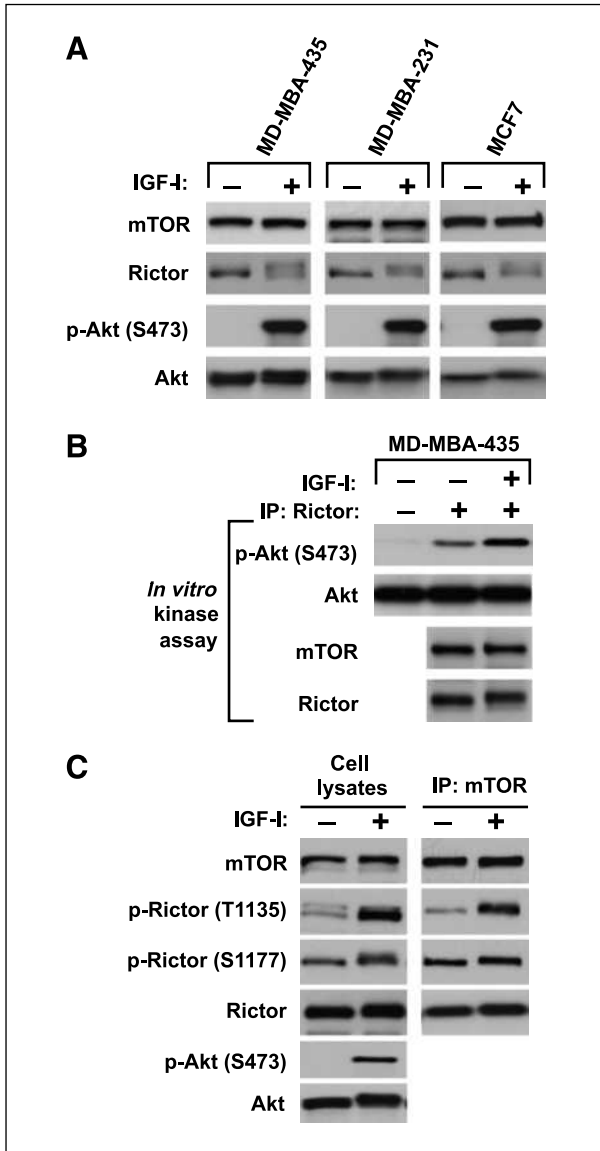 A
MD-MBA-435
MD-MBA-231
MCF7
IGF-I: – + – + – +
mTOR
Rictor
p-Akt (S473)
Akt
B
MD-MBA-435
IGF-I: – – +
IP: Rictor: – + +
p-Akt (S473)
Akt
mTOR
Rictor
In vitro
kinase
assay
C
Cell
lysates
IP: mTOR
IGF-I: – + – +
mTOR
p-Rictor (T1135)
p-Rictor (S1177)
Rictor
p-Akt (S473)
Akt